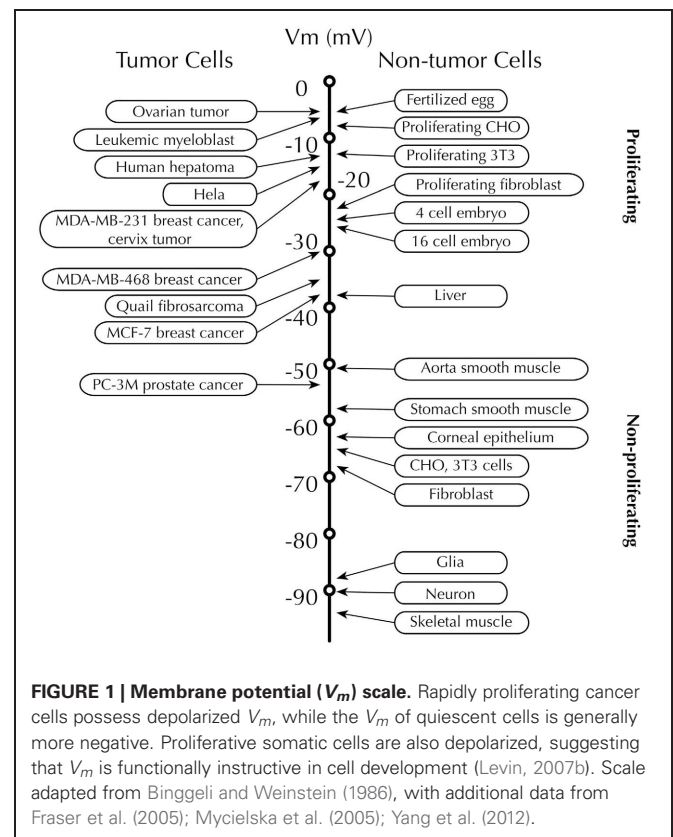 Vm (mV)
Tumor Cells
Non-tumor Cells
0
-10
-20
-30
-40
-50
-60
-70
-80
-90
Ovarian tumor
Leukemic myeloblast
Human hepatoma
Hela
MDA-MB-231 breast cancer,
cervix tumor
MDA-MB-468 breast cancer
Quail fibrosarcoma
MCF-7 breast cancer
PC-3M prostate cancer
Fertilized egg
Proliferating CHO
Proliferating 3T3
Proliferating fibroblast
4 cell embryo
16 cell embryo
Liver
Aorta smooth muscle
Stomach smooth muscle
Corneal epithelium
CHO, 3T3 cells
Fibroblast
Glia
Neuron
Skeletal muscle
Proliferating
Non-proliferating
FIGURE 1 | Membrane potential (Vm) scale. Rapidly proliferating cancer
cells possess depolarized Vm, while the Vm of quiescent cells is generally
more negative. Proliferative somatic cells are also depolarized, suggesting
that Vm is functionally instructive in cell development (Levin, 2007b). Scale
adapted from Binggeli and Weinstein (1986), with additional data from
Fraser et al. (2005); Mycielska et al. (2005); Yang et al. (2012).